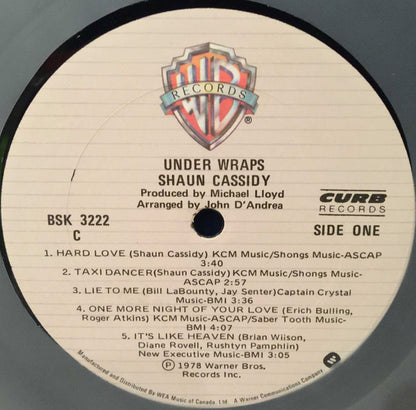 WB
RECORDS
®
UNDER WRAPS
SHAUN CASSIDY
Produced by Michael Lloyd
Arranged by John D'Andrea
BSK 3222
C
CURB
RECORDS
SIDE ONE
1. HARD LOVE (Shaun Cassidy) KCM Music/Shongs Music-ASCAP
3:40
2. TAXI DANCER(Shaun Cassidy) KCM Music/Shongs Music-
ASCAP 2:57
3. LIE TO ME (Bill LaBounty, Jay Senter)Captain Crystal
Music-BMI 3:36
4. ONE MORE NIGHT OF YOUR LOVE (Erich Bulling,
Roger Atkins) KCM Music-ASCAP/Saber Tooth Music-
BMI 4:07
5. IT'S LIKE HEAVEN (Brian Wilson,
Diane Rovell, Rushtyn Pamphlin)
New Executive Music-BMI 3:05
Ⓟ 1978 Warner Bros.
Records Inc.
Manufactured and Distributed By WEA Music of Canada. Ltd. A Warner Communications Company